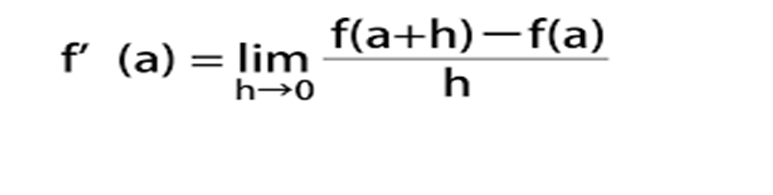 f′ (a) = lim h→0 f(a+h)−f(a) / h